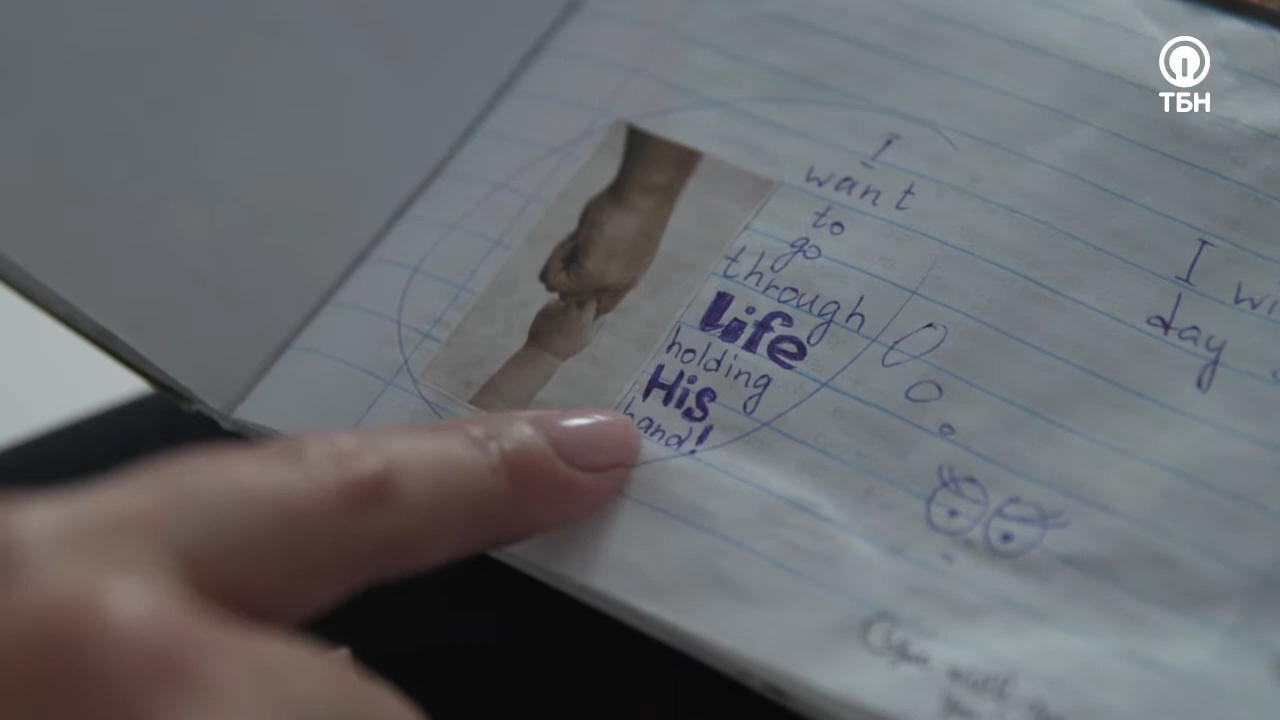 ТБН
I
want
to
go
through
Life
holding
His
hand!
I
day